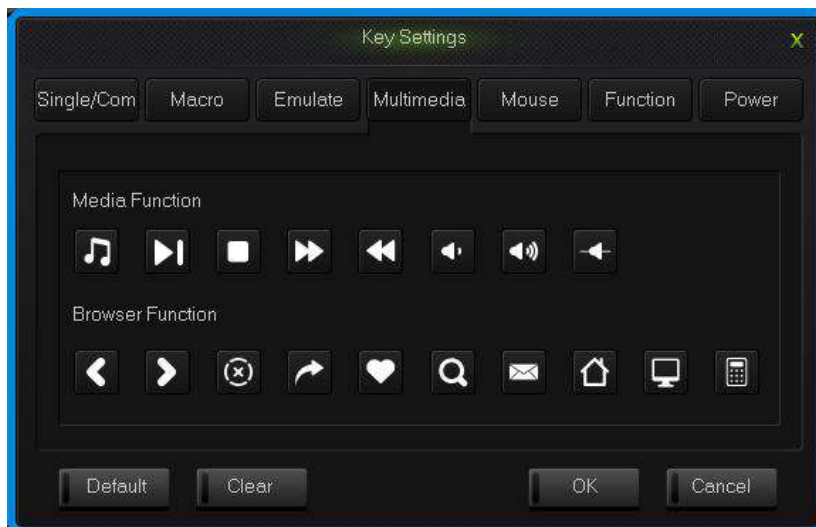 Key Settings
X
Single/Com Macro Emulate Multimedia Mouse Function Power
Media Function
Browser Function
Default Clear OK Cancel